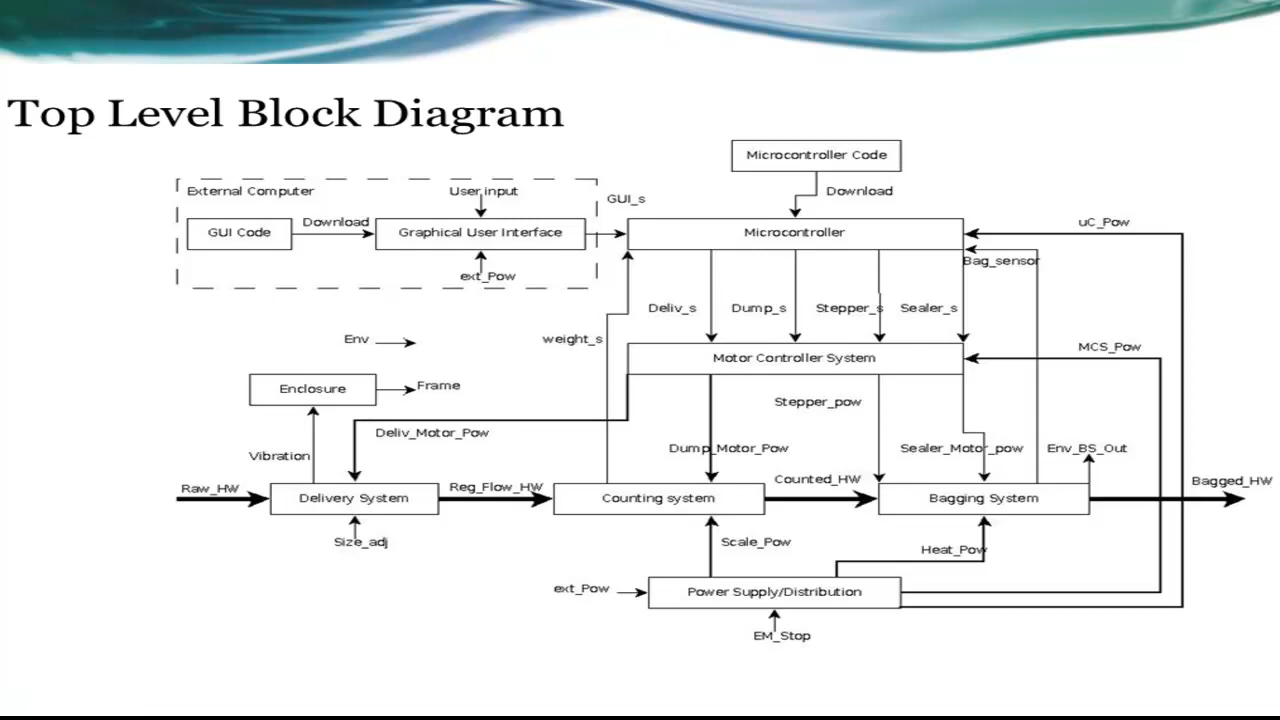 Top Level Block Diagram
Microcontroller Code
External Computer
User input
Download
GUI_s
Download
uC_Pow
GUI Code
Graphical User Interface
Microcontroller
ext_Pow
Bag_sensor
Deliv_s
Dump_s
Stepper_s
Sealer_s
Env
weight_s
MCS_Pow
Motor Controller System
Enclosure
Frame
Stepper_pow
Deliv_Motor_Pow
Vibration
Dump_Motor_Pow
Sealer_Motor_pow
Env_BS_Out
Raw_HW
Reg_Flow_HW
Counted_HW
Bagged_HW
Delivery System
Counting system
Bagging System
Size_adj
Scale_Pow
Heat_Pow
ext_Pow
Power Supply/Distribution
EM_Stop